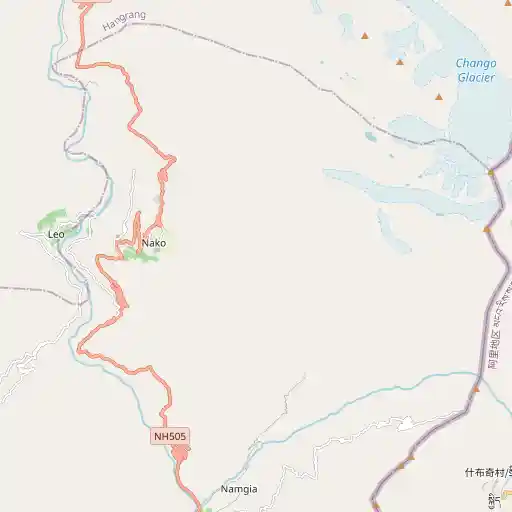 Hangrang
Chango
Glacier
Leo
Nako
阿里地区
NH505
什布奇村
Namgia